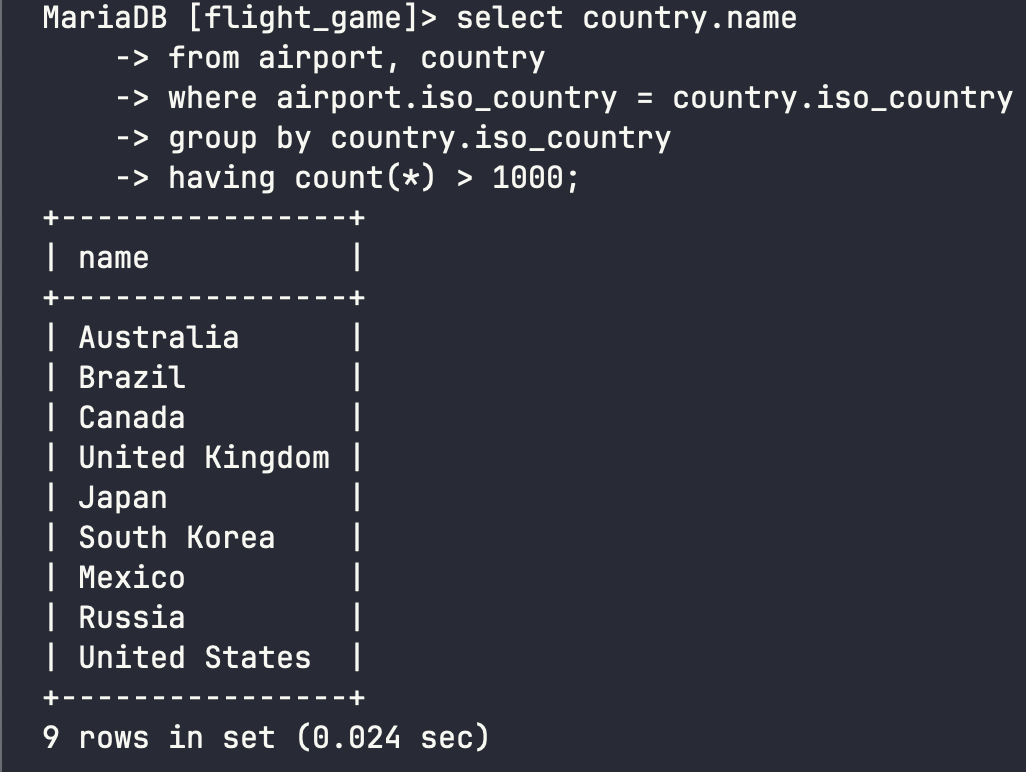 MariaDB [flight_game]> select country.name
    -> from airport, country
    -> where airport.iso_country = country.iso_country
    -> group by country.iso_country
    -> having count(*) > 1000;
+----------------+
| name           |
+----------------+
| Australia      |
| Brazil         |
| Canada         |
| United Kingdom |
| Japan          |
| South Korea    |
| Mexico         |
| Russia         |
| United States  |
+----------------+
9 rows in set (0.024 sec)